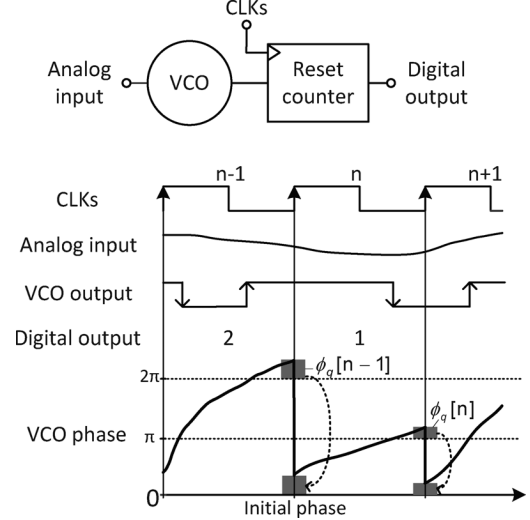 CLKs
Analog input
VCO
Reset counter
Digital output
n-1 n n+1
CLKs
Analog input
VCO output
Digital output 2 1
2π
ϕq[n − 1]
ϕq[n]
VCO phase
π
0
Initial phase